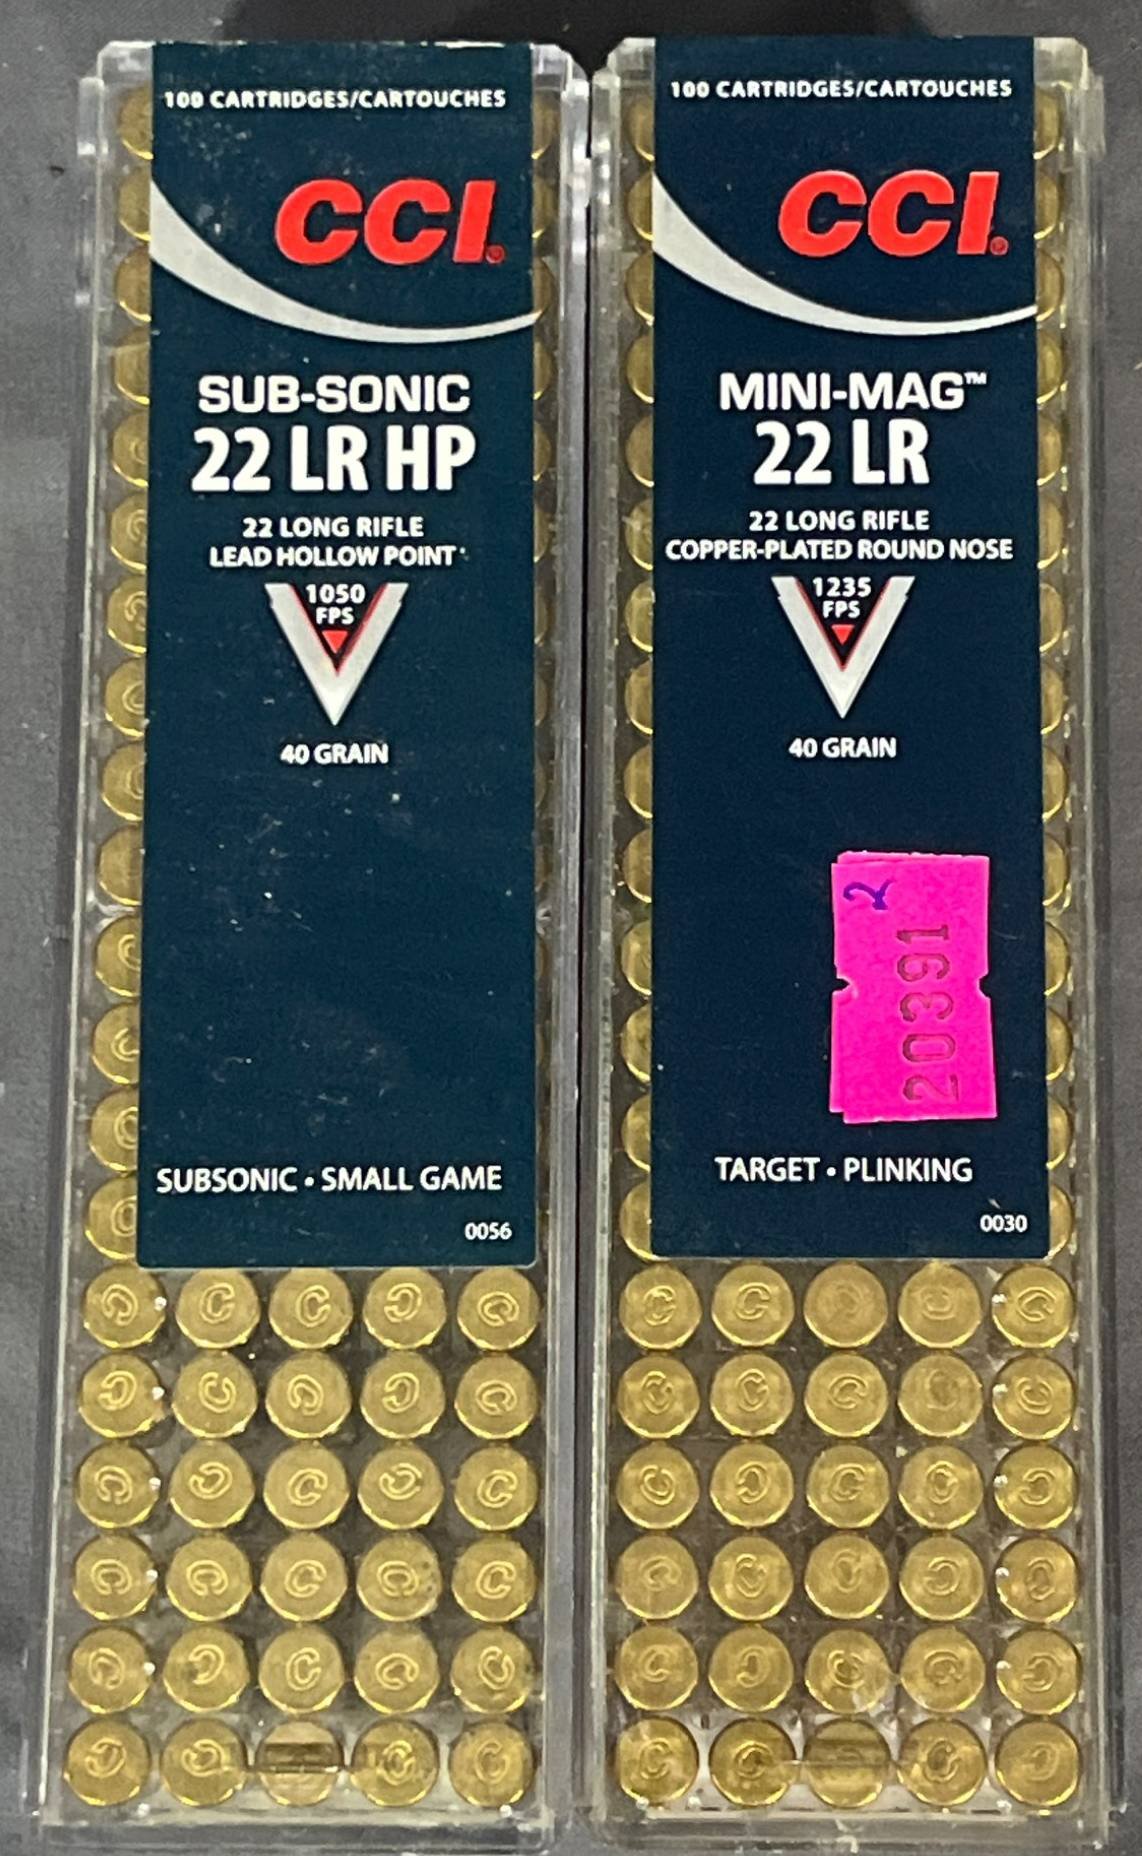 100 CARTRIDGES/CARTOUCHES
CCI®
SUB-SONIC
22 LR HP
22 LONG RIFLE
LEAD HOLLOW POINT
1050
FPS
40 GRAIN
SUBSONIC • SMALL GAME
0056
100 CARTRIDGES/CARTOUCHES
CCI®
MINI-MAG™
22 LR
22 LONG RIFLE
COPPER-PLATED ROUND NOSE
1235
FPS
40 GRAIN
2
20391
TARGET • PLINKING
0030